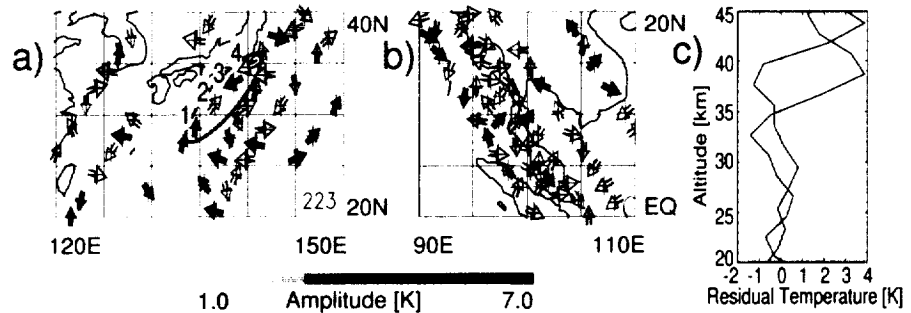 a)
40N
1
2
3
4
223
20N
120E
150E
b)
20N
EQ
90E
110E
1.0
Amplitude [K]
7.0
c)
Altitude [km]
45
40
35
30
25
20
-2 -1 0 1 2 3 4
Residual Temperature [K]